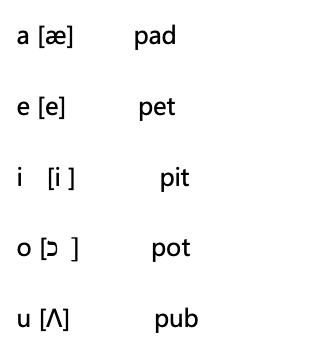 a [æ] pad
e [e] pet
i [i ] pit
o [כ ] pot
u [Λ] pub